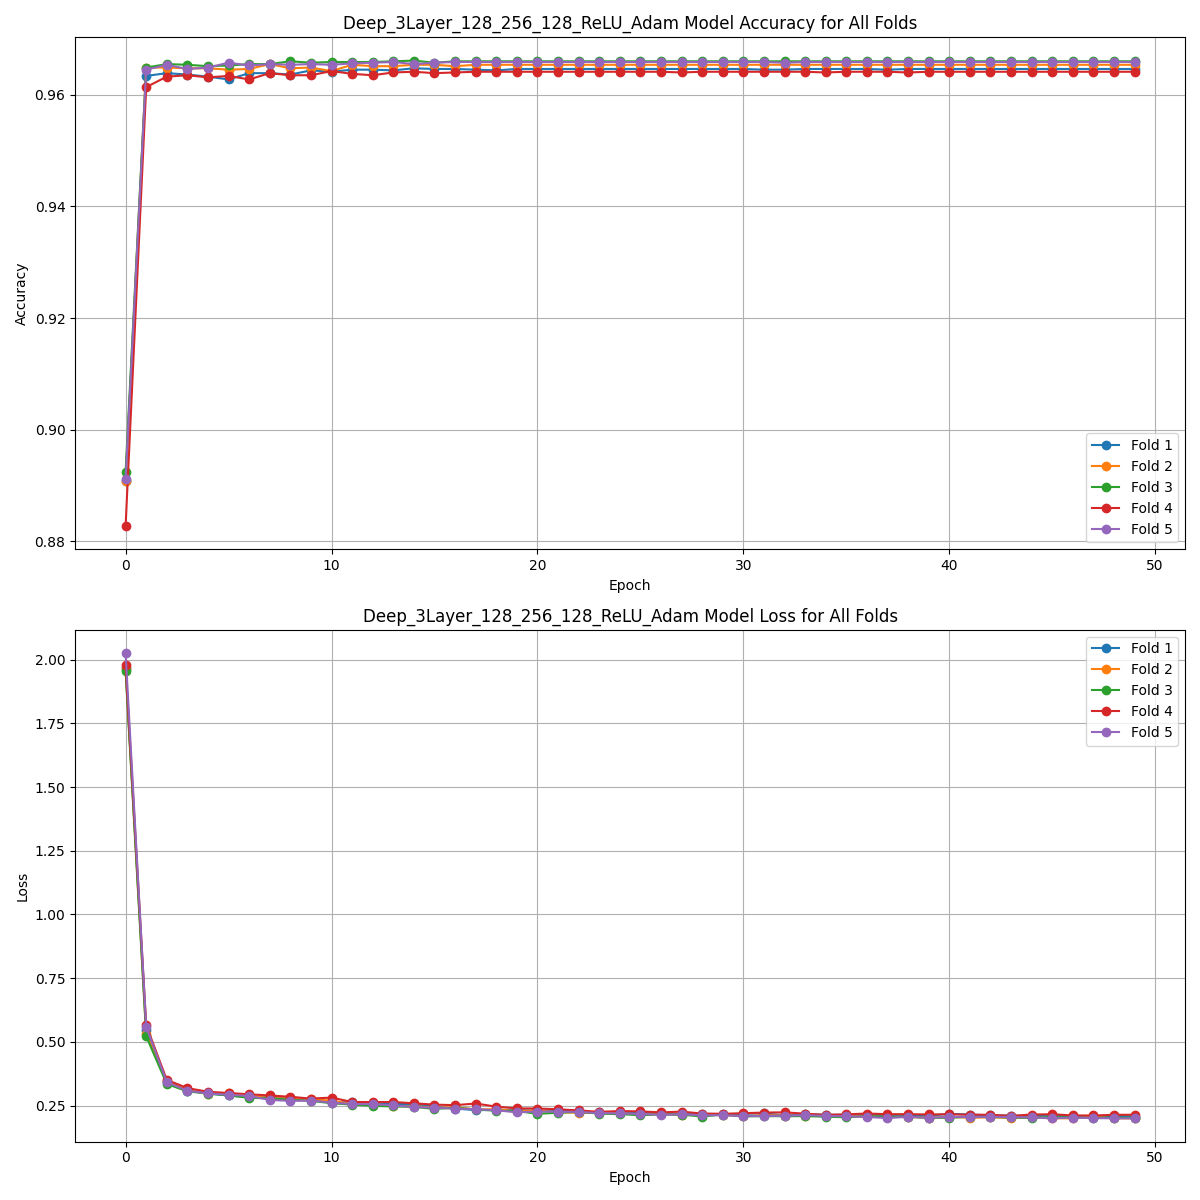 Deep_3Layer_128_256_128_ReLU_Adam Model Accuracy for All Folds
0.96
0.94
0.92
0.90
0.88
Accuracy
Fold 1
Fold 2
Fold 3
Fold 4
Fold 5
0 10 20 30 40 50
Epoch
Deep_3Layer_128_256_128_ReLU_Adam Model Loss for All Folds
2.00
1.75
1.50
1.25
1.00
0.75
0.50
0.25
Loss
Fold 1
Fold 2
Fold 3
Fold 4
Fold 5
0 10 20 30 40 50
Epoch